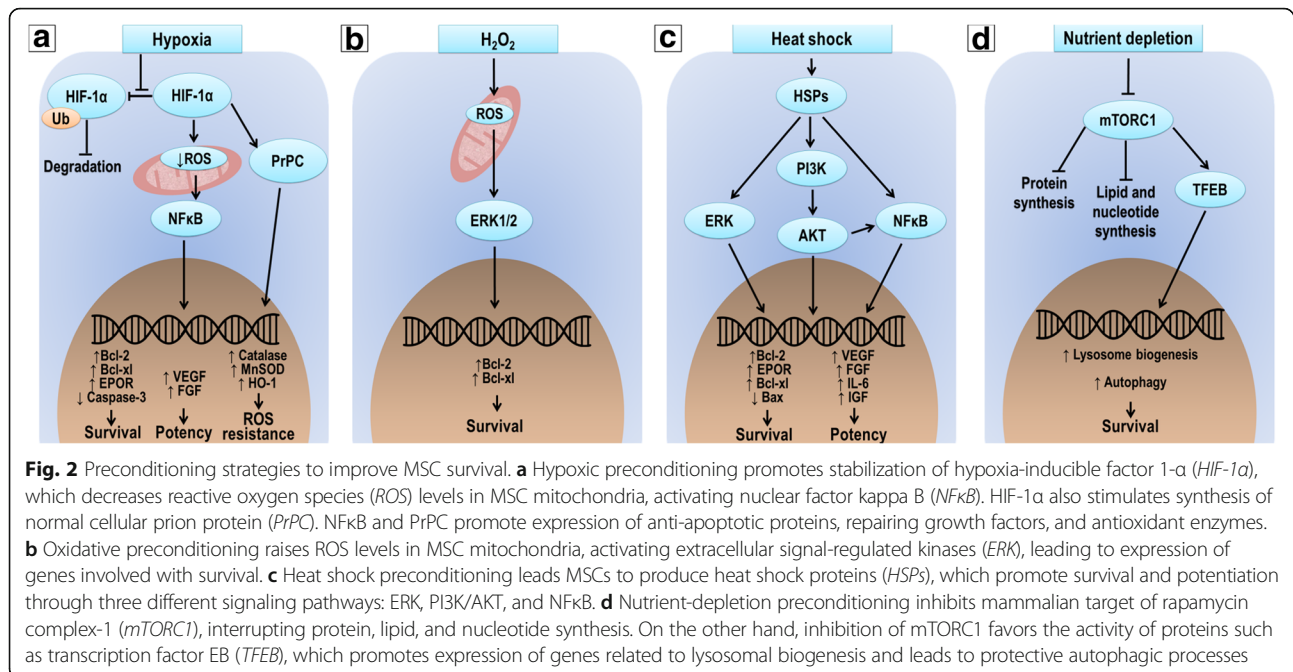 a
Hypoxia
HIF-1α
HIF-1α
Ub
Degradation
↓ROS
PrPC
NFκB
↑Bcl-2
↑Bcl-xl
↑EPOR
↓Caspase-3
Survival
↑VEGF
↑FGF
Potency
↑Catalase
↑MnSOD
↑HO-1
ROS
resistance
b
H₂O₂
ROS
ERK1/2
↑Bcl-2
↑Bcl-xl
Survival
c
Heat shock
HSPs
PI3K
ERK
AKT
NFκB
↑Bcl-2
↑EPOR
↑Bcl-xl
↓Bax
Survival
↑VEGF
↑FGF
↑IL-6
↑IGF
Potency
d
Nutrient depletion
mTORC1
Protein
synthesis
Lipid and
nucleotide
synthesis
TFEB
↑ Lysosome biogenesis
↑ Autophagy
Survival
Fig. 2 Preconditioning strategies to improve MSC survival. a Hypoxic preconditioning promotes stabilization of hypoxia-inducible factor 1-α (HIF-1α),
which decreases reactive oxygen species (ROS) levels in MSC mitochondria, activating nuclear factor kappa B (NFκB). HIF-1α also stimulates synthesis of
normal cellular prion protein (PrPC). NFκB and PrPC promote expression of anti-apoptotic proteins, repairing growth factors, and antioxidant enzymes.
b Oxidative preconditioning raises ROS levels in MSC mitochondria, activating extracellular signal-regulated kinases (ERK), leading to expression of
genes involved with survival. c Heat shock preconditioning leads MSCs to produce heat shock proteins (HSPs), which promote survival and potentiation
through three different signaling pathways: ERK, PI3K/AKT, and NFκB. d Nutrient-depletion preconditioning inhibits mammalian target of rapamycin
complex-1 (mTORC1), interrupting protein, lipid, and nucleotide synthesis. On the other hand, inhibition of mTORC1 favors the activity of proteins such
as transcription factor EB (TFEB), which promotes expression of genes related to lysosomal biogenesis and leads to protective autophagic processes